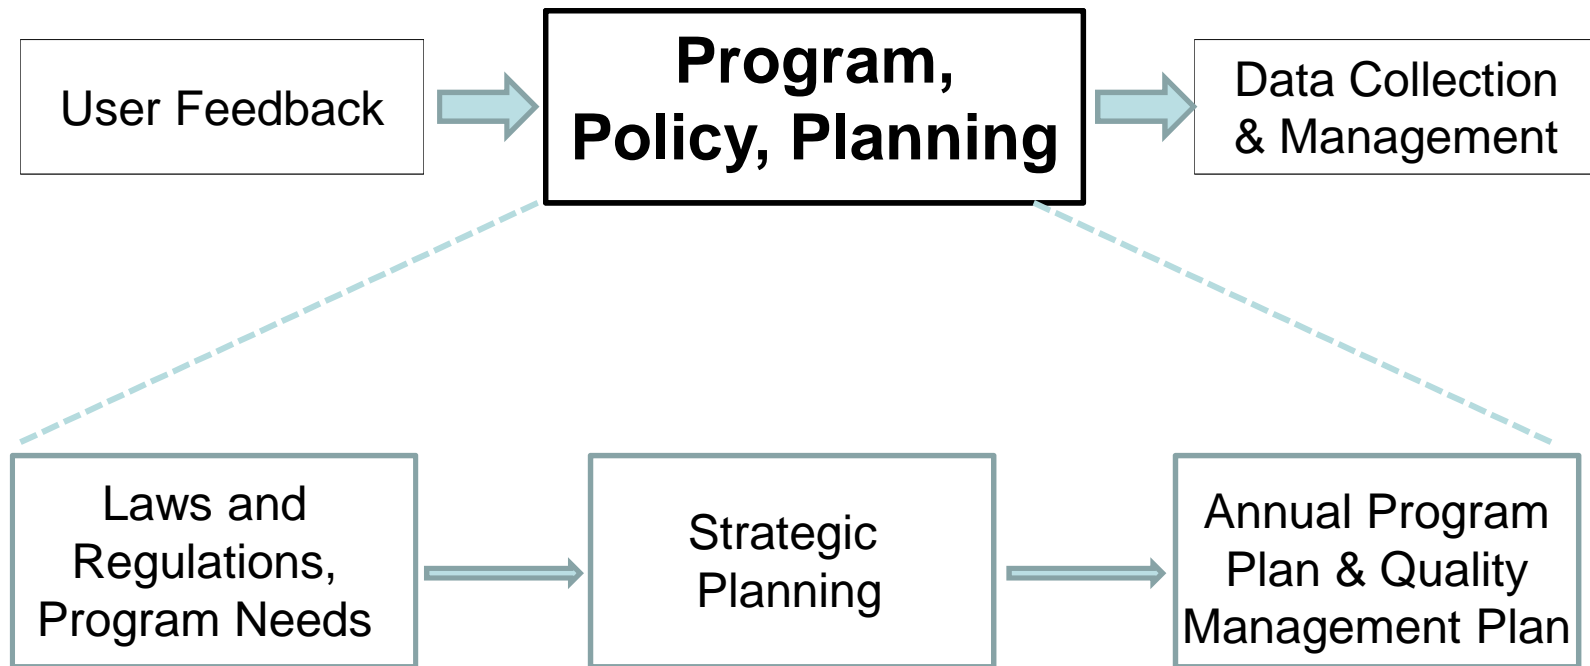 User Feedback
Program,
Policy, Planning
Data Collection
& Management
Laws and
Regulations,
Program Needs
Strategic
Planning
Annual Program
Plan & Quality
Management Plan